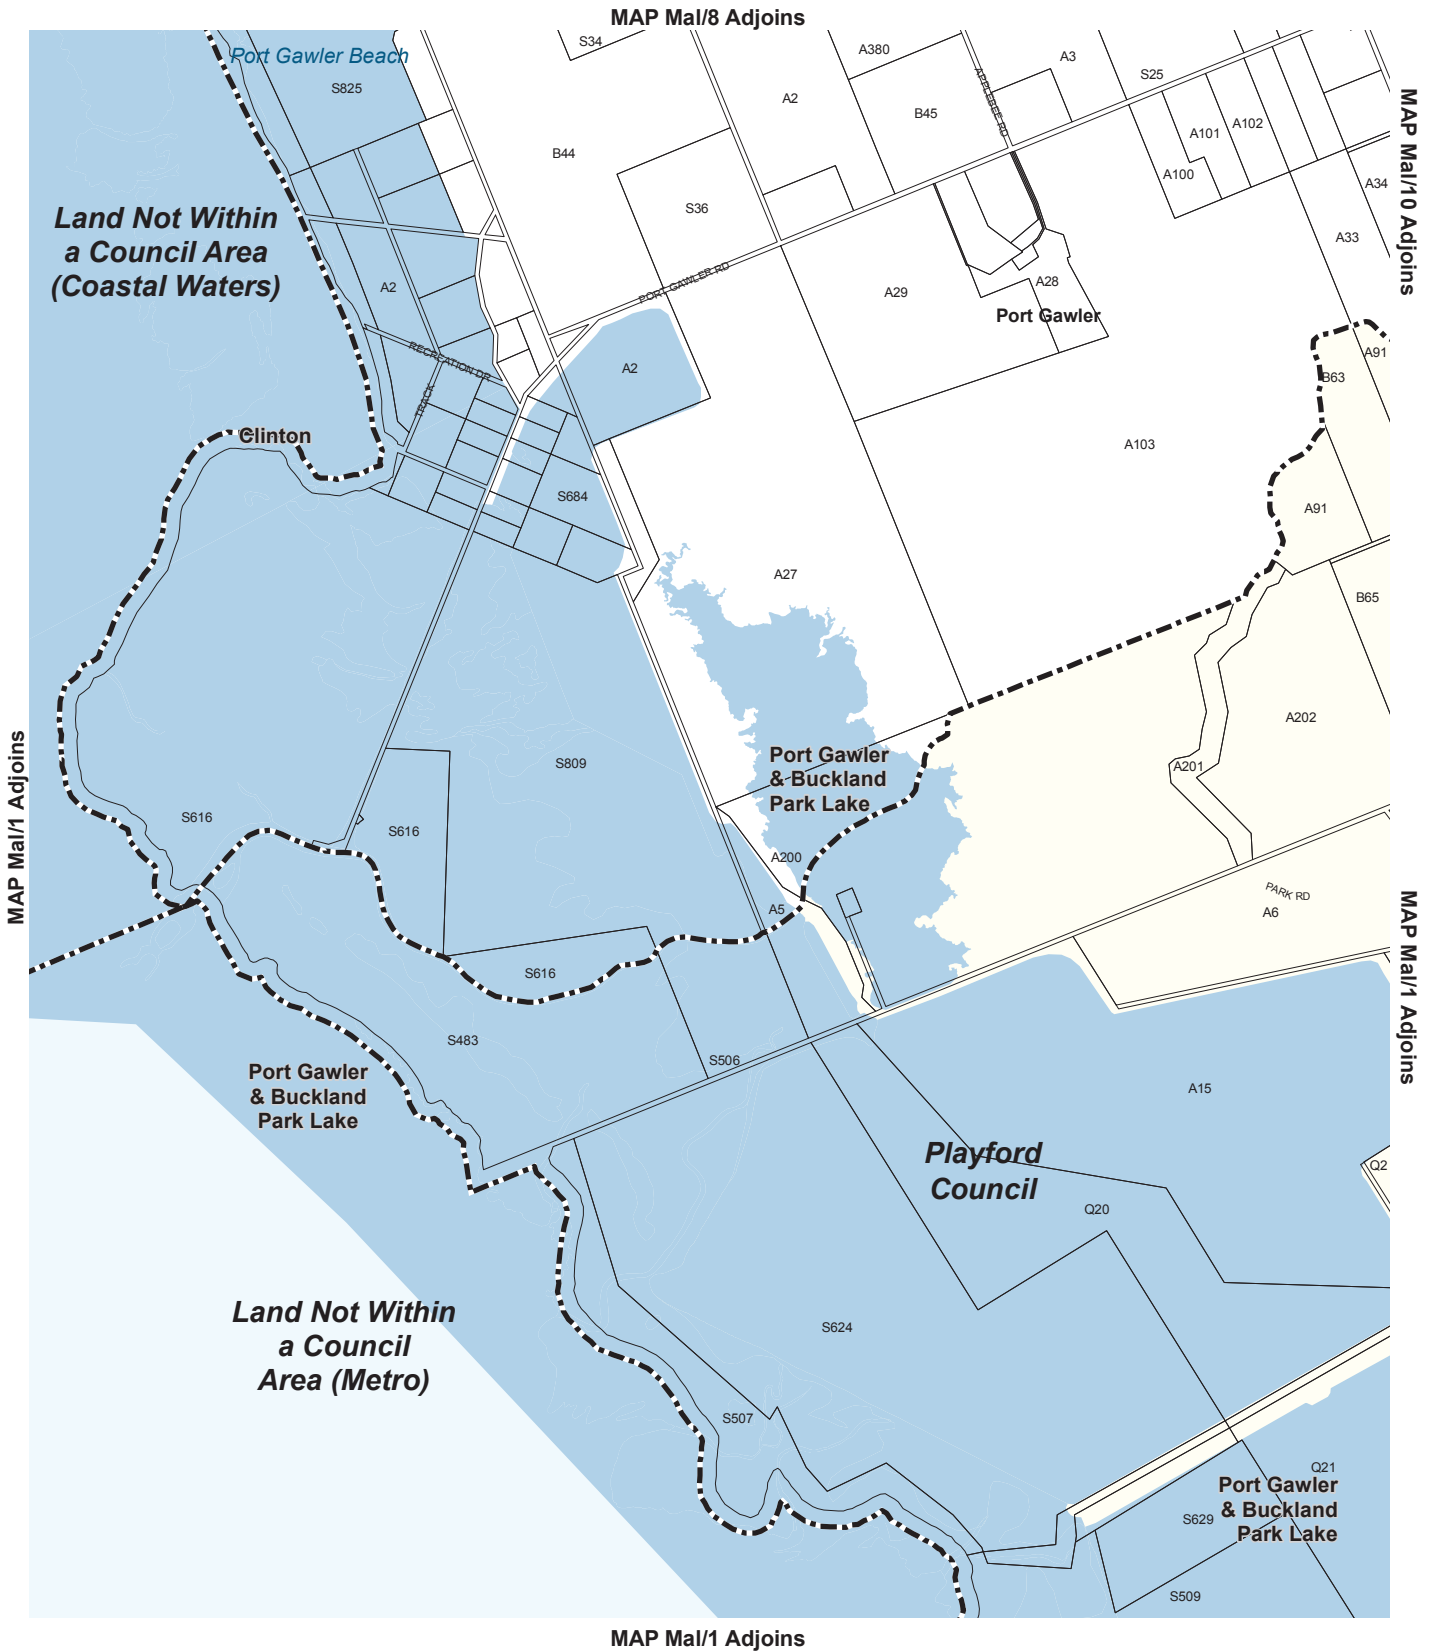 MAP Mal/8 Adjoins
Port Gawler Beach
S34
A380
A3
S25
S825
A2
B45
APPLEBEE RD
A101
A102
B44
A100
A34
S36
A33
MAP Mal/10 Adjoins
Land Not Within
a Council Area
(Coastal Waters)
A2
PORT GAWLER RD
A29
A28
Port Gawler
RECREATION DR
A2
A91
B63
TRACK
Clinton
A103
S684
A91
A27
B65
A202
S809
Port Gawler
& Buckland
Park Lake
A201
MAP Mal/1 Adjoins
S616
S616
A200
PARK RD
A6
A5
S616
MAP Mal/1 Adjoins
S483
S506
Port Gawler
& Buckland
Park Lake
A15
Playford
Council
Q2
Q20
Land Not Within
a Council
Area (Metro)
S624
S507
Q21
Port Gawler
& Buckland
Park Lake
S629
S509
MAP Mal/1 Adjoins